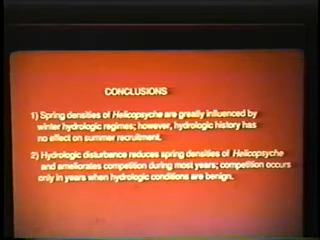 CONCLUSIONS
1) Spring densities of Helicopsyche are greatly influenced by
winter hydrologic regimes; however, hydrologic history has
no effect on summer recruitment.
2) Hydrologic disturbance reduces spring densities of Helicopsyche
and ameliorates competition during most years; competition occurs
only in years when hydrologic conditions are benign.